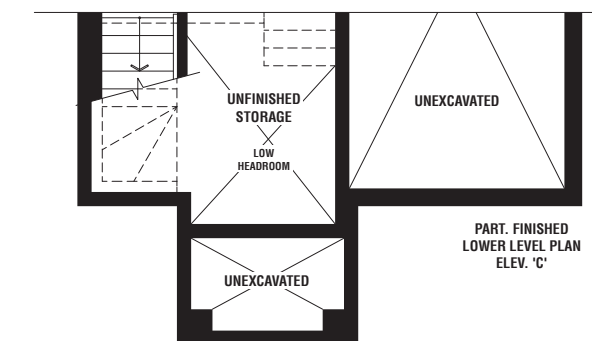 UNFINISHED
STORAGE
LOW
HEADROOM
UNEXCAVATED
PART. FINISHED
LOWER LEVEL PLAN
ELEV. 'C'
UNEXCAVATED